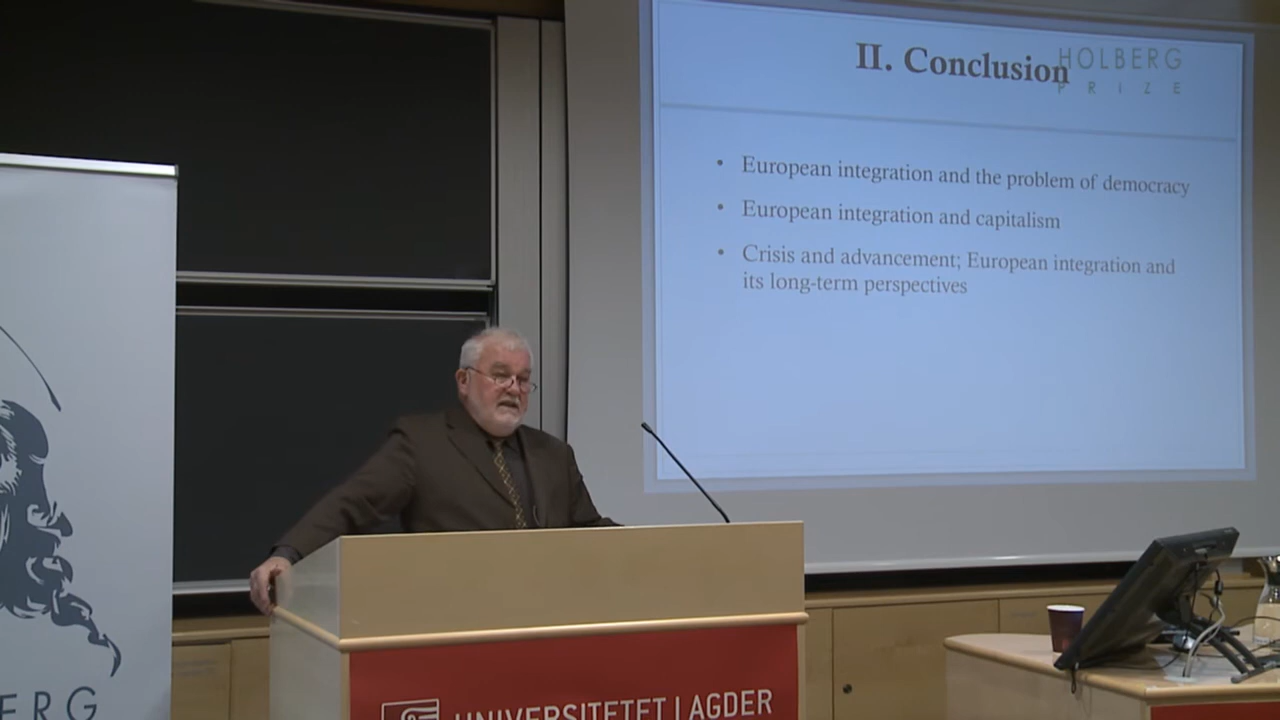 II. Conclusion
HOLBERG
PRIZE
• European integration and the problem of democracy
• European integration and capitalism
• Crisis and advancement; European integration and
its long-term perspectives
ERG
UNIVERSITETET I AGDER